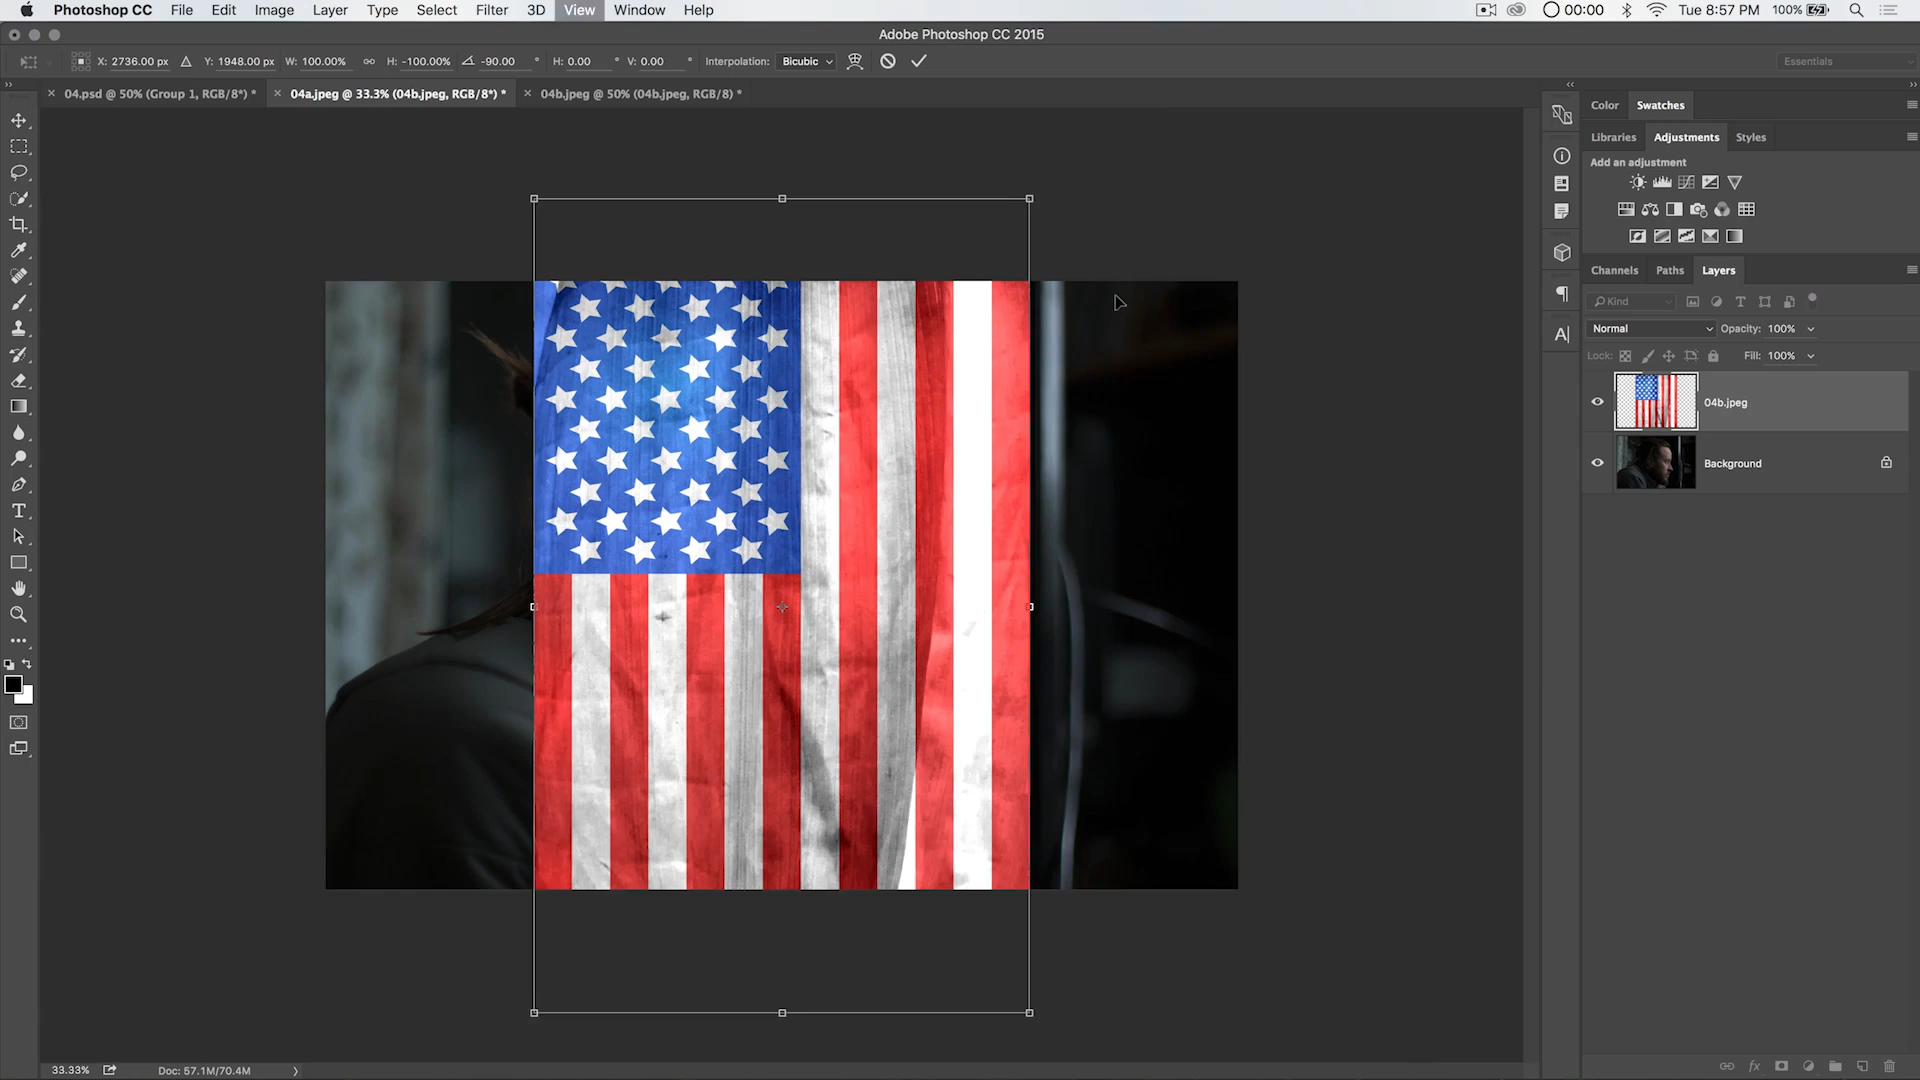 Photoshop CC File Edit Image Layer Type Select Filter 3D View Window Help 00:00 Tue 8:57 PM 100%
Adobe Photoshop CC 2015
X: 2736.00 px Y: 1948.00 px W: 100.00% H: -100.00% -90.00 ° H: 0.00 ° V: 0.00 ° Interpolation: Bicubic Essentials
04.psd @ 50% (Group 1, RGB/8*) * 04a.jpeg @ 33.3% (04b.jpeg, RGB/8*) * 04b.jpeg @ 50% (04b.jpeg, RGB/8) *
Color Swatches
Libraries Adjustments Styles
Add an adjustment
Channels Paths Layers
Kind
Normal Opacity: 100%
Lock: Fill: 100%
04b.jpeg
Background
33.33% Doc: 57.1M/70.4M